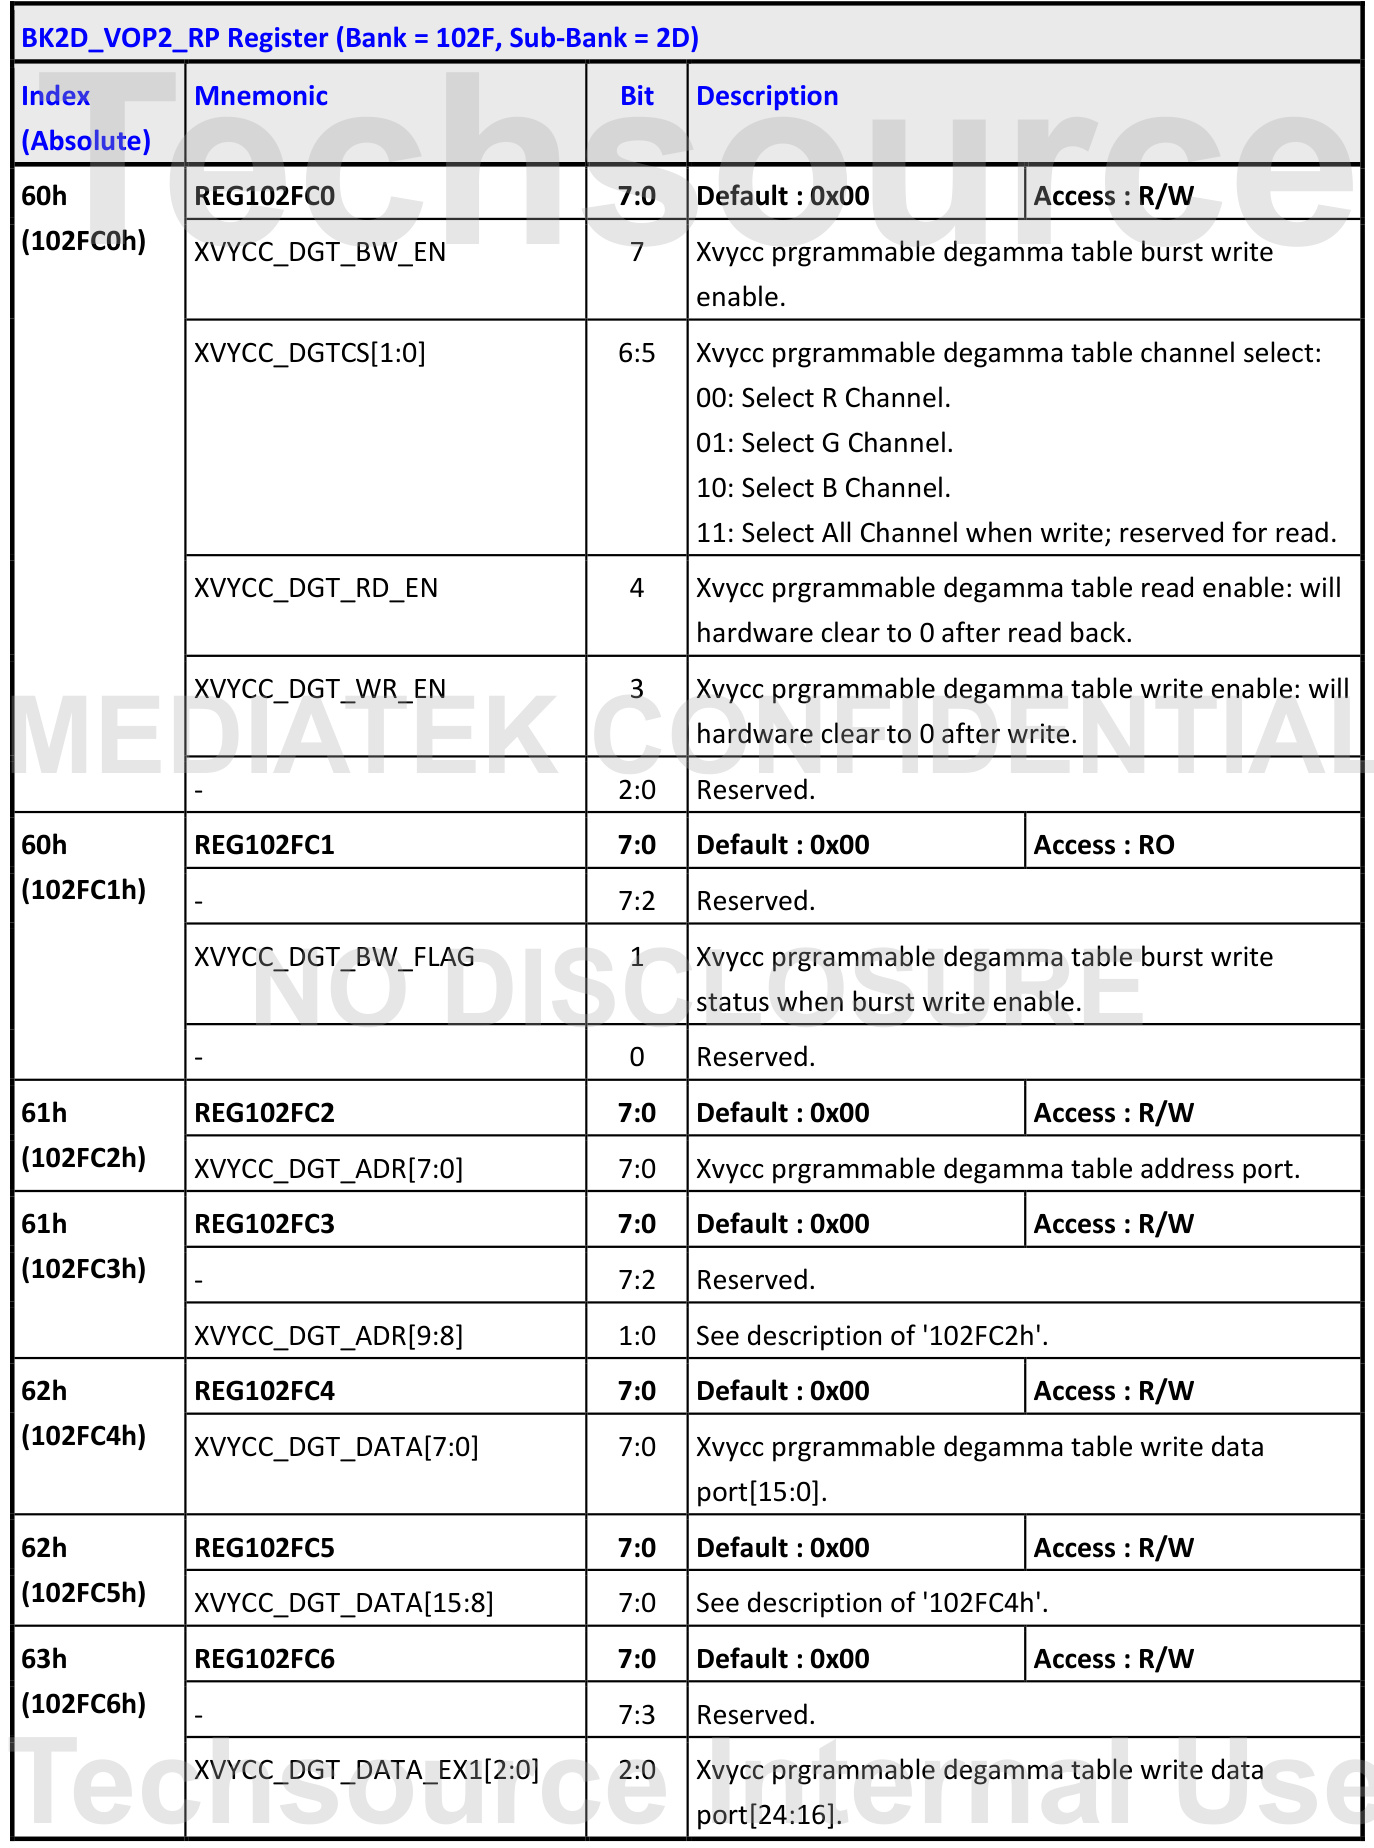 BK2D_VOP2_RP Register (Bank = 102F, Sub-Bank = 2D)
Index (Absolute) Mnemonic Bit Description
60h (102FC0h) REG102FC0 7:0 Default : 0x00 Access : R/W
XVYCC_DGT_BW_EN 7 Xvycc prgrammable degamma table burst write
enable.
XVYCC_DGTCS[1:0] 6:5 Xvycc prgrammable degamma table channel select:
00: Select R Channel.
01: Select G Channel.
10: Select B Channel.
11: Select All Channel when write; reserved for read.
XVYCC_DGT_RD_EN 4 Xvycc prgrammable degamma table read enable: will
hardware clear to 0 after read back.
XVYCC_DGT_WR_EN 3 Xvycc prgrammable degamma table write enable: will
hardware clear to 0 after write.
- 2:0 Reserved.
60h (102FC1h) REG102FC1 7:0 Default : 0x00 Access : RO
- 7:2 Reserved.
XVYCC_DGT_BW_FLAG 1 Xvycc prgrammable degamma table burst write
status when burst write enable.
- 0 Reserved.
61h (102FC2h) REG102FC2 7:0 Default : 0x00 Access : R/W
XVYCC_DGT_ADR[7:0] 7:0 Xvycc prgrammable degamma table address port.
61h (102FC3h) REG102FC3 7:0 Default : 0x00 Access : R/W
- 7:2 Reserved.
XVYCC_DGT_ADR[9:8] 1:0 See description of '102FC2h'.
62h (102FC4h) REG102FC4 7:0 Default : 0x00 Access : R/W
XVYCC_DGT_DATA[7:0] 7:0 Xvycc prgrammable degamma table write data
port[15:0].
62h (102FC5h) REG102FC5 7:0 Default : 0x00 Access : R/W
XVYCC_DGT_DATA[15:8] 7:0 See description of '102FC4h'.
63h (102FC6h) REG102FC6 7:0 Default : 0x00 Access : R/W
- 7:3 Reserved.
XVYCC_DGT_DATA_EX1[2:0] 2:0 Xvycc prgrammable degamma table write data
port[24:16].
Techsource
MEDIATEK CONFIDENTIAL
NO DISCLOSURE
Techsource Internal Use